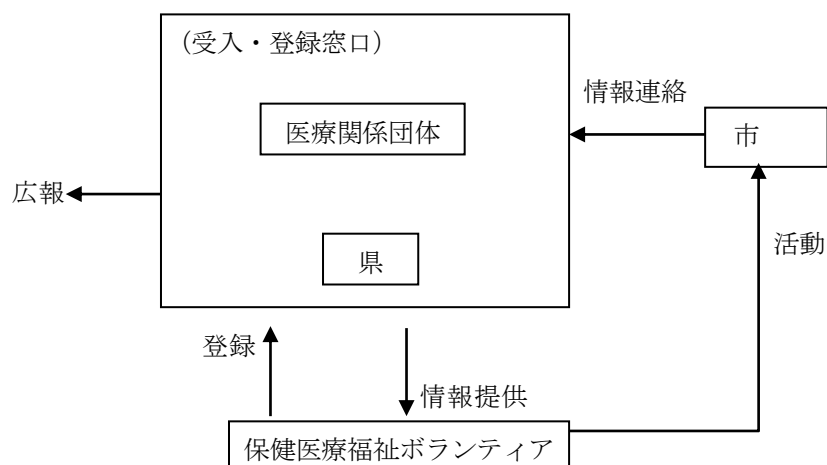 （受入・登録窓口）
情報連絡
医療関係団体
市
広報
県
活動
登録
情報提供
保健医療福祉ボランティア